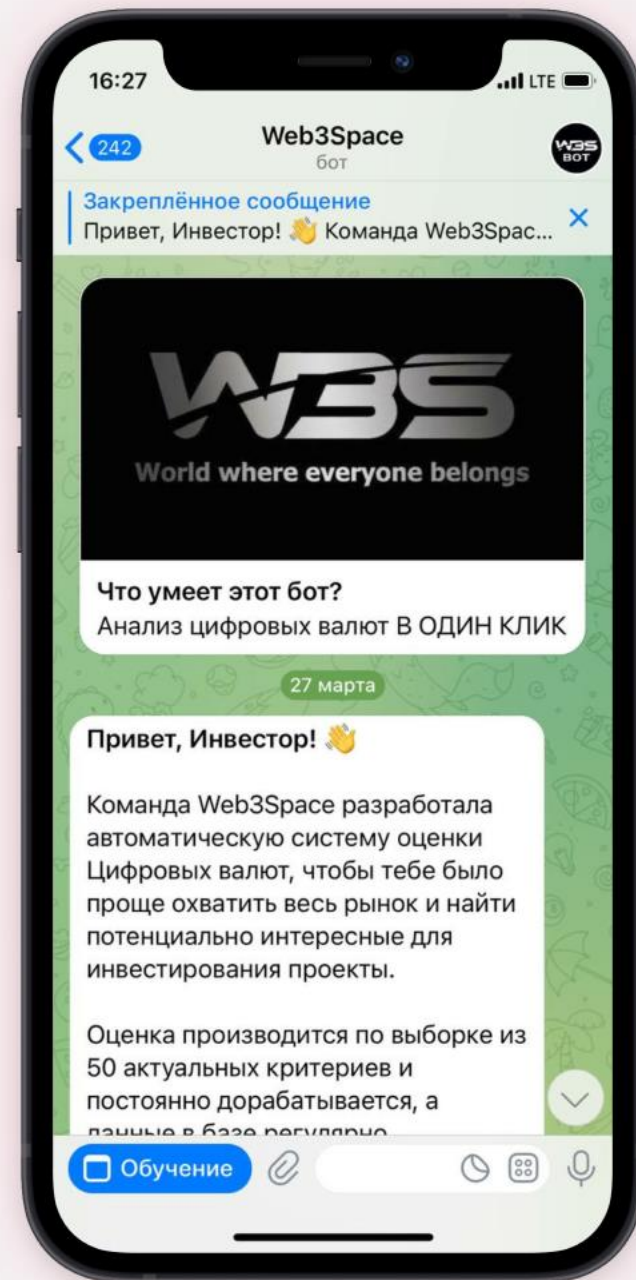 16:27
LTE
242
Web3Space
бот
W3S
BOT
Закреплённое сообщение
Привет, Инвестор! 👋 Команда Web3Spac...
W3S
World where everyone belongs
Что умеет этот бот?
Анализ цифровых валют В ОДИН КЛИК
27 марта
Привет, Инвестор! 👋
Команда Web3Space разработала
автоматическую систему оценки
Цифровых валют, чтобы тебе было
проще охватить весь рынок и найти
потенциально интересные для
инвестирования проекты.
Оценка производится по выборке из
50 актуальных критериев и
постоянно дорабатывается, а
данные в базе регулярно
Обучение